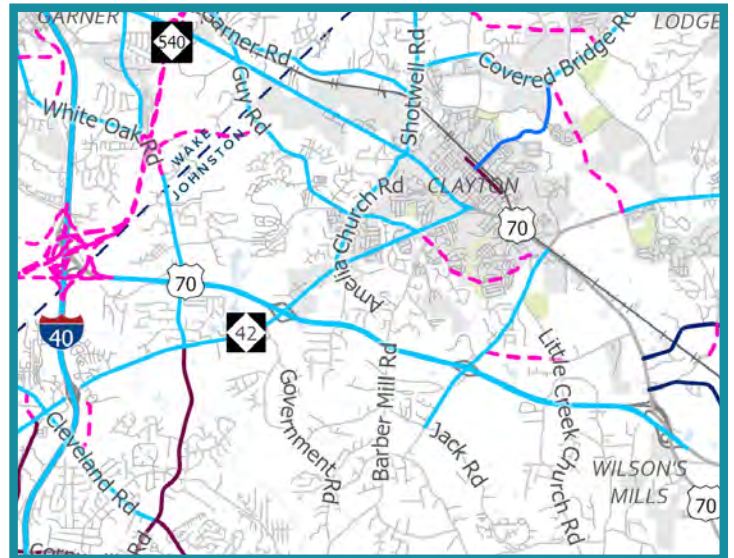 GARNER
540
Garner Rd
Shotwell Rd
LODGE
Covered Bridge Rd
Guy Rd
White Oak Rd
WAKE
JOHNSTON
CLAYTON
Amelia Church Rd
70
70
40
42
Government Rd
Barber Mill Rd
Jack Rd
Little Creek Church Rd
Cleveland Rd
WILSON'S
MILLS
70
Rd